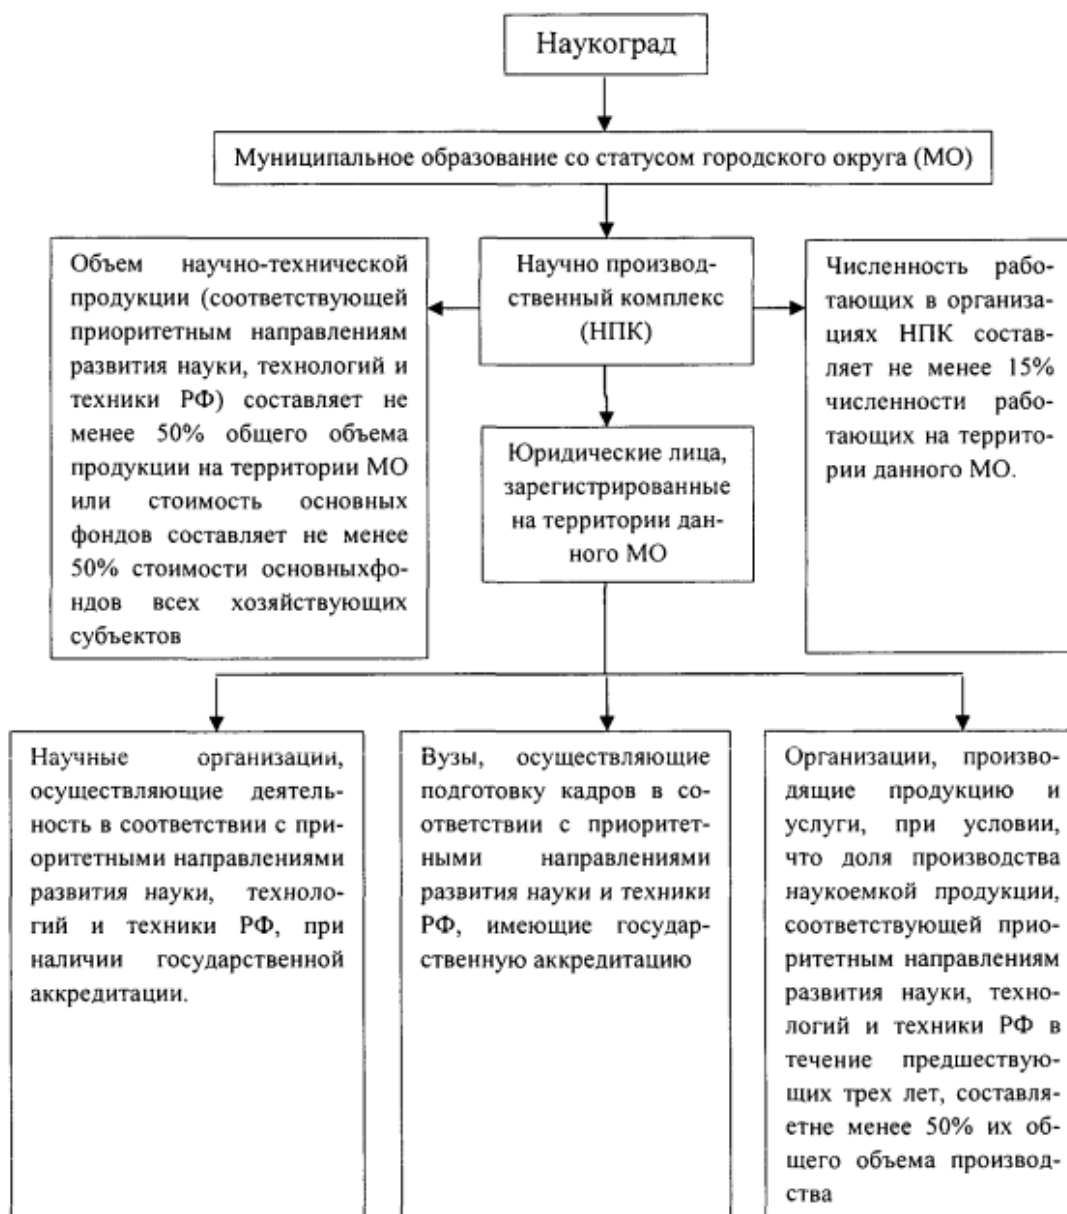 Наукоград
Муниципальное образование со статусом городского округа (МО)
Объем научно-технической
продукции (соответствующей
приоритетным направлениям
развития науки, технологий и
техники РФ) составляет не
менее 50% общего объема
продукции на территории МО
или стоимость основных
фондов составляет не менее
50% стоимости основныхфо-
ндов всех хозяйствующих
субъектов
Научно производ-
ственный комплекс
(НПК)
Численность рабо-
тающих в организа-
циях НПК состав-
ляет не менее 15%
численности рабо-
тающих на террито-
рии данного МО.
Юридические лица,
зарегистрированные
на территории дан-
ного МО
Научные организации,
осуществляющие деятель-
ность в соответствии с при-
оритетными направлениями
развития науки, техноло-
гий и техники РФ, при
наличии государственной
аккредитации.
Вузы, осуществляющие
подготовку кадров в со-
ответствии с приоритет-
ными направлениями
развития науки и техники
РФ, имеющие государ-
ственную аккредитацию
Организации, произво-
дящие продукцию и
услуги, при условии,
что доля производства
наукоемкой продукции,
соответствующей прио-
ритетным направлениям
развития науки, техно-
логий и техники РФ в
течение предшествую-
щих трех лет, составля-
етне менее 50% их об-
щего объема производ-
ства